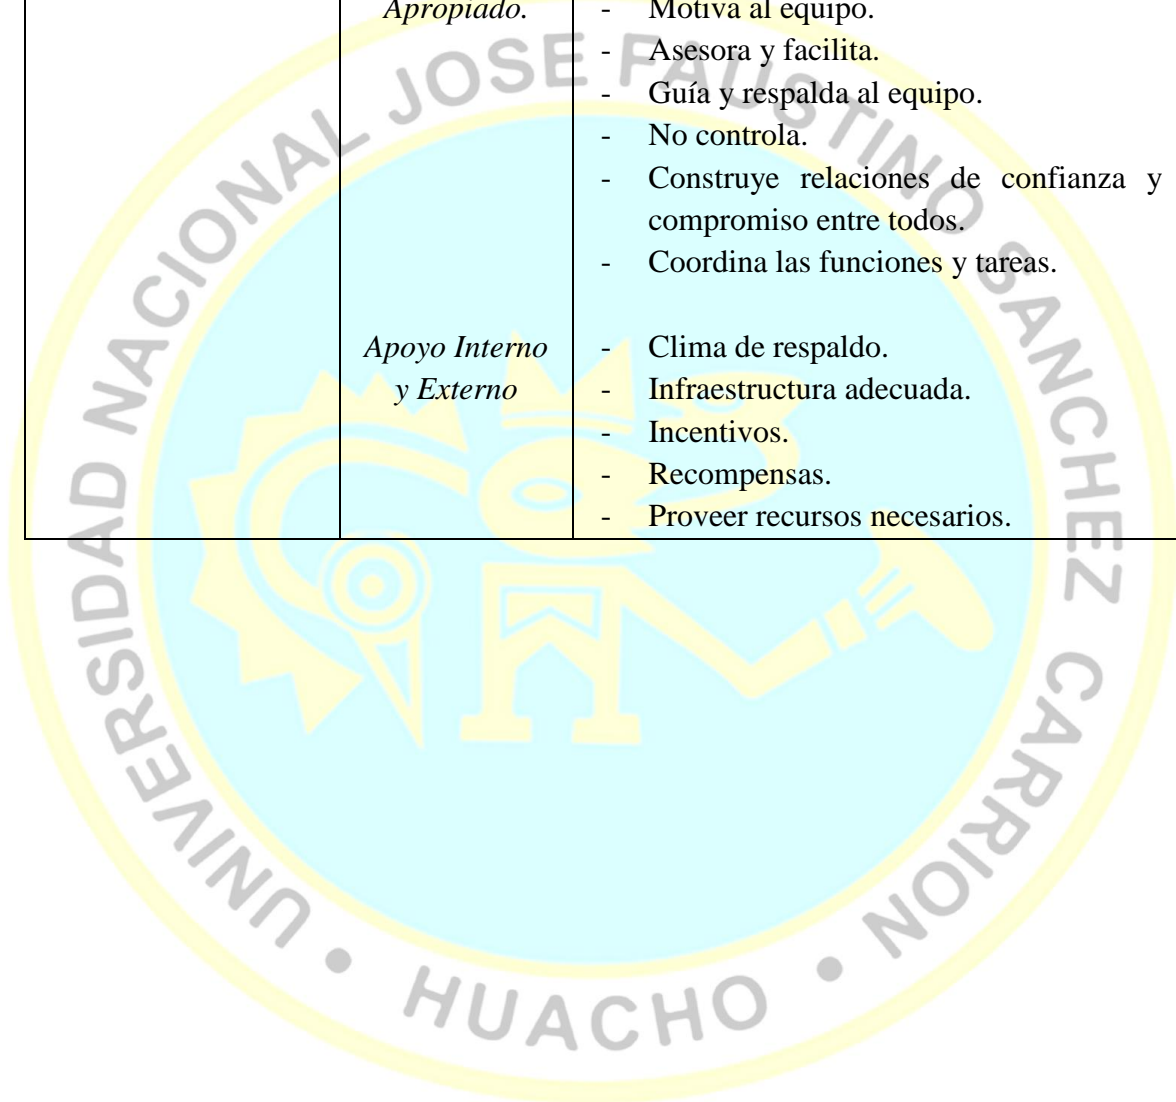 Apropiado.
- Motiva al equipo.
- Asesora y facilita.
- Guía y respalda al equipo.
- No controla.
- Construye relaciones de confianza y
compromiso entre todos.
- Coordina las funciones y tareas.
Apoyo Interno
y Externo
- Clima de respaldo.
- Infraestructura adecuada.
- Incentivos.
- Recompensas.
- Proveer recursos necesarios.
UNIVERSIDAD NACIONAL JOSE FAUSTINO SANCHEZ CARRION • HUACHO •